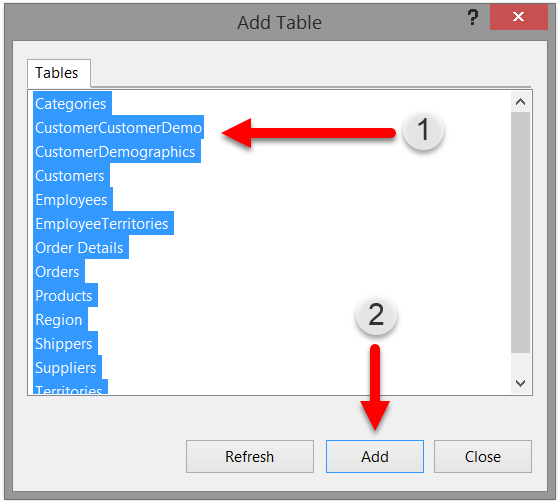 Add Table
?
Tables
Categories
CustomerCustomerDemo
1
CustomerDemographics
Customers
Employees
EmployeeTerritories
Order Details
Orders
Products
2
Region
Shippers
Suppliers
Territories
Refresh Add Close